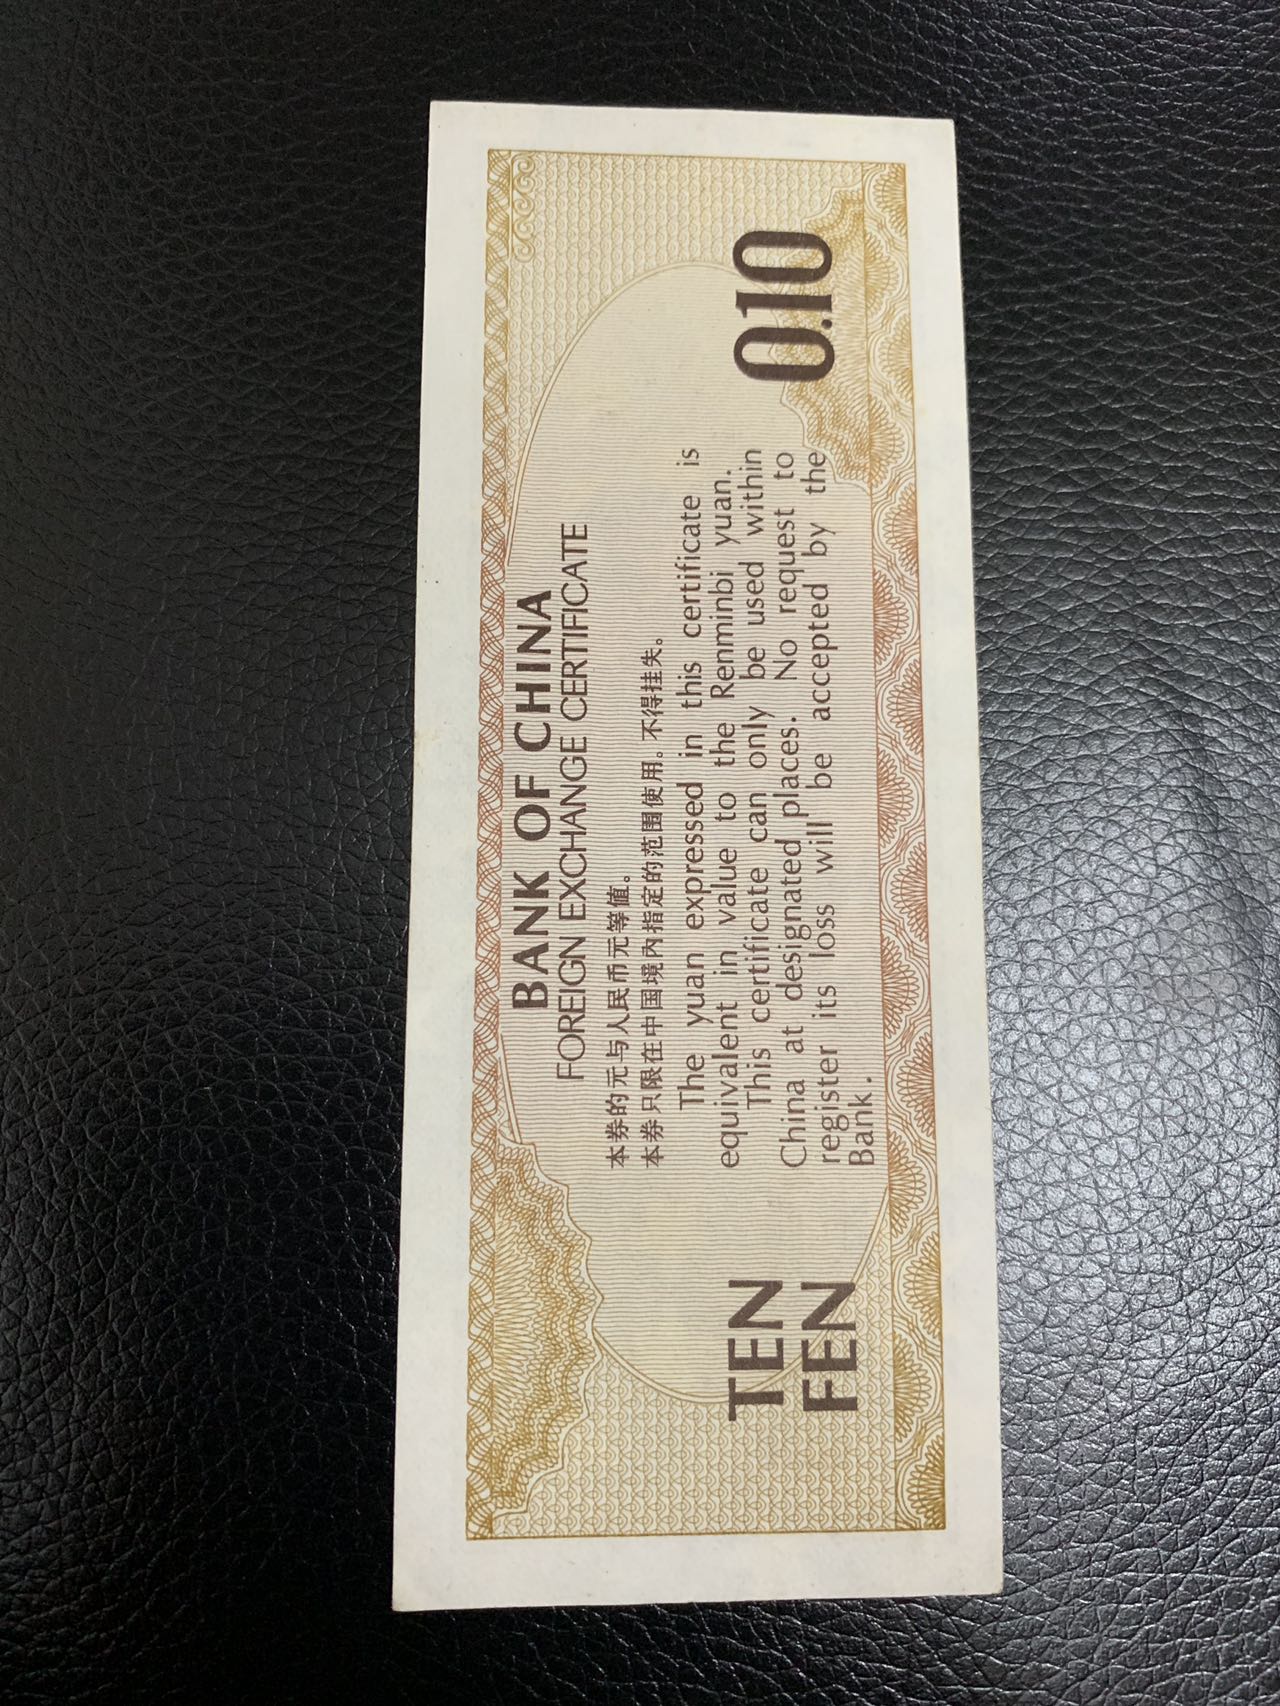 BANK OF CHINA
FOREIGN EXCHANGE CERTIFICATE
本券的元与人民币元等值。
本券只限在中国境内指定的范围使用。不得挂失。
The yuan expressed in this certificate is
equivalent in value to the Renminbi yuan.
This certificate can only be used within
China at designated places. No request to
register its loss will be accepted by the
Bank.
TEN
FEN
0.10